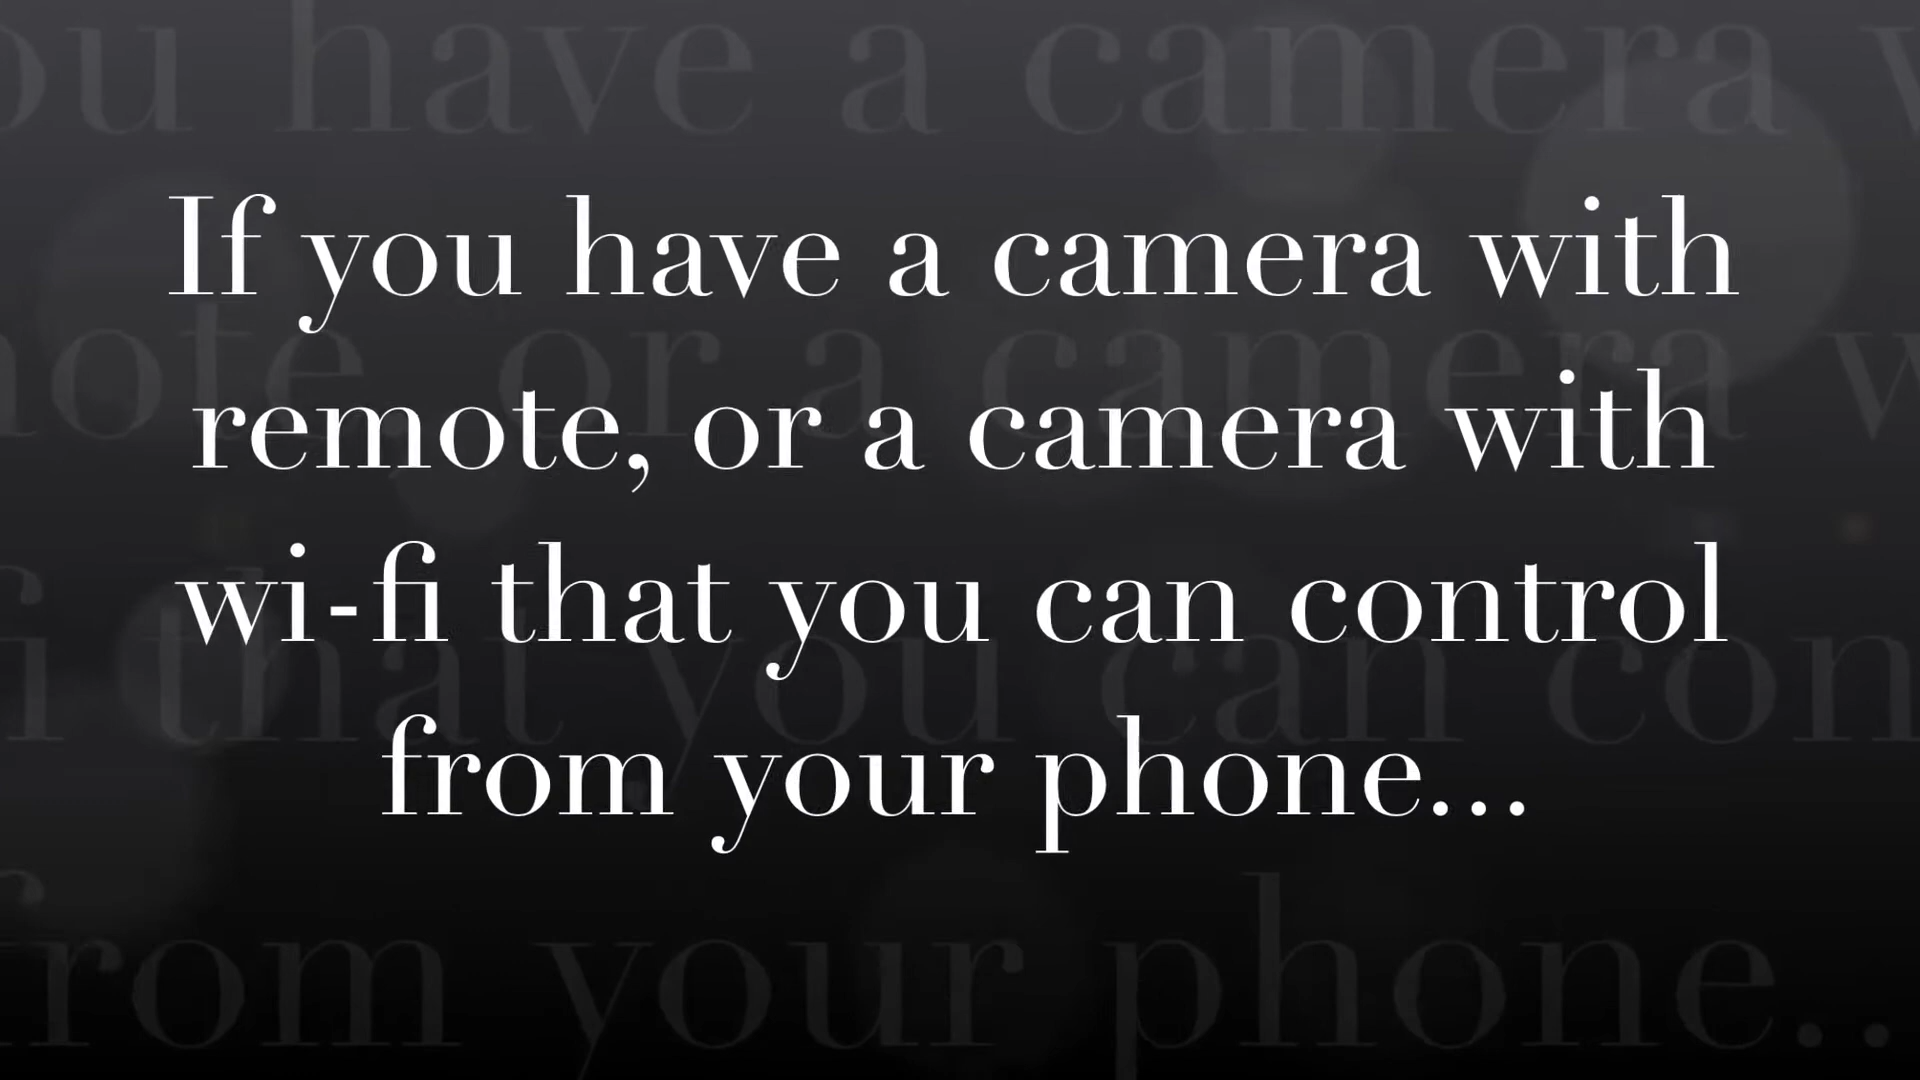 If you have a camera with
remote, or a camera with
wi-fi that you can control
from your phone...